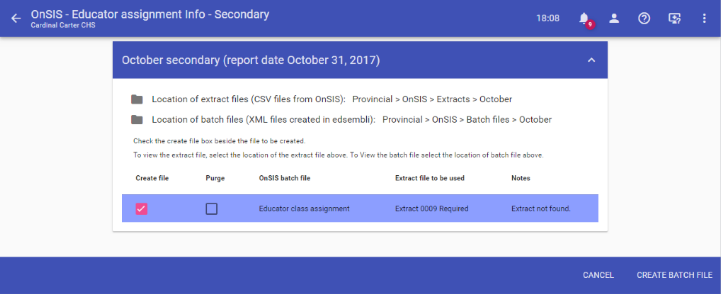 OnSIS - Educator assignment Info - Secondary
Cardinal Carter CHS
18:08
9
October secondary (report date October 31, 2017)
Location of extract files (CSV files from OnSIS): Provincial > OnSIS > Extracts > October
Location of batch files (XML files created in edsembli): Provincial > OnSIS > Batch files > October
Check the create file box beside the file to be created.
To view the extract file, select the location of the extract file above. To View the batch file select the location of batch file above.
Create file Purge OnSIS batch file Extract file to be used Notes
Educator class assignment Extract 0009 Required Extract not found.
CANCEL CREATE BATCH FILE